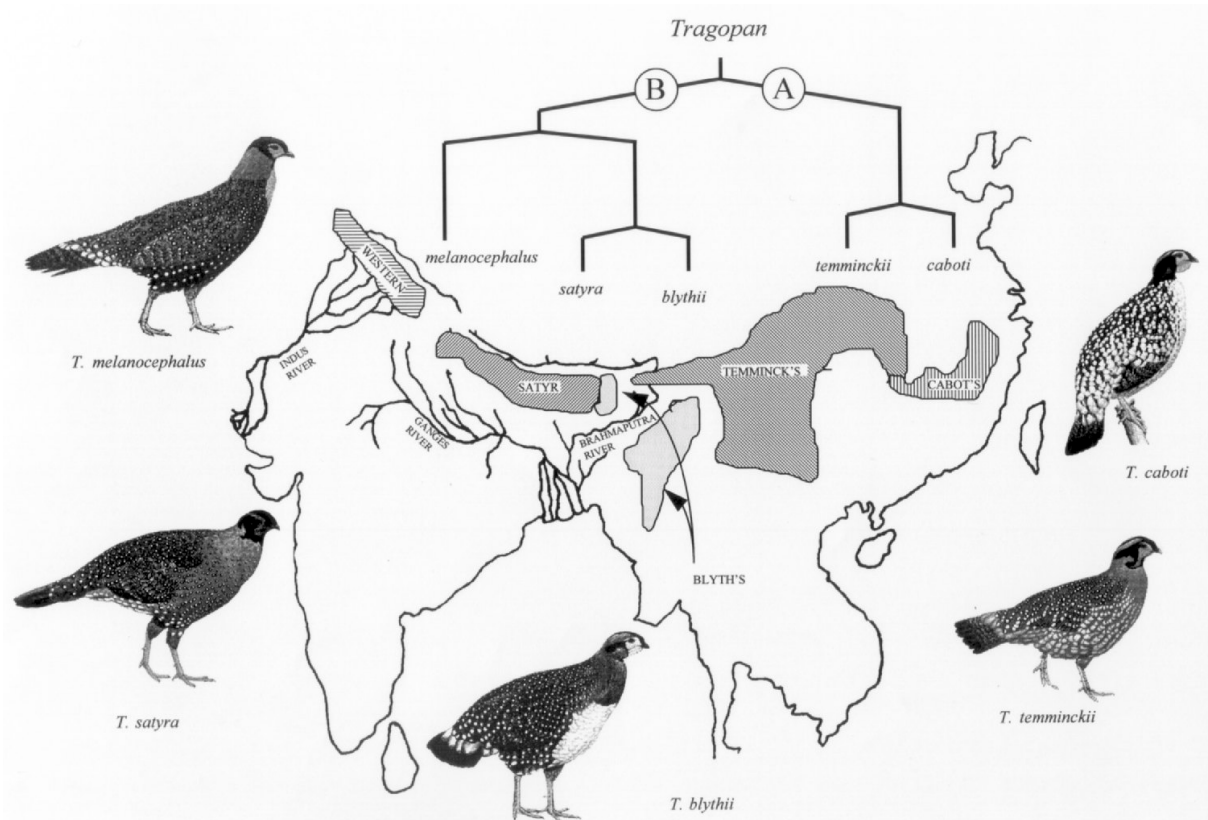 Tragopan
B
A
melanocephalus
satyra
blythii
temminckii
caboti
WESTERN
T. melanocephalus
INDUS
RIVER
SATYR
TEMMINCK'S
CABOT'S
GANGES
RIVER
BRAHMAPUTRA
RIVER
T. caboti
BLYTH'S
T. satyra
T. temminckii
T. blythii